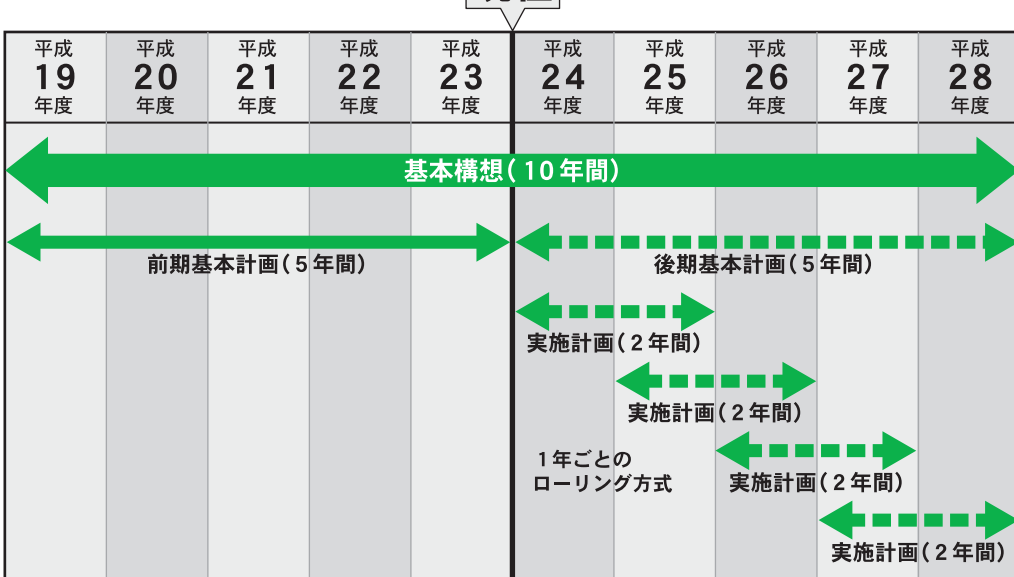 平成
19
年度
平成
20
年度
平成
21
年度
平成
22
年度
平成
23
年度
平成
24
年度
平成
25
年度
平成
26
年度
平成
27
年度
平成
28
年度
基本構想(10年間)
前期基本計画(5年間)
後期基本計画(5年間)
実施計画(2年間)
実施計画(2年間)
1年ごとの
ローリング方式
実施計画(2年間)
実施計画(2年間)